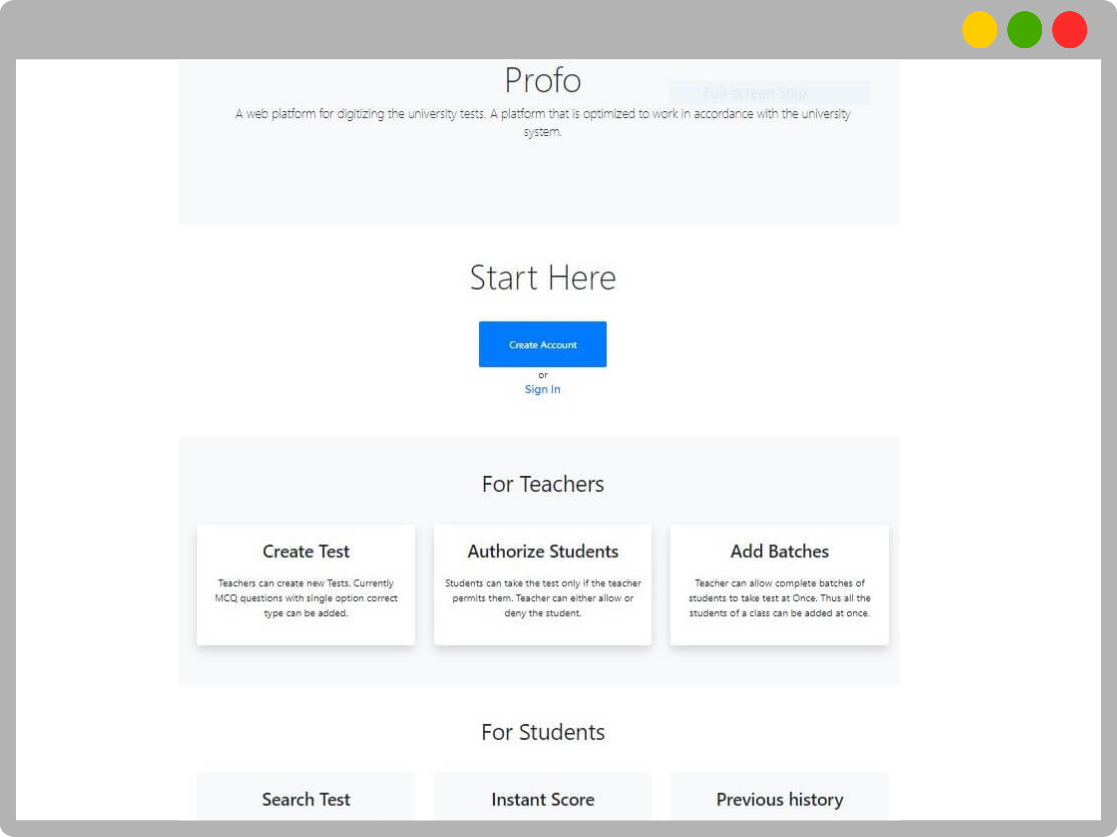 Profo
Full-screen Snip
A web platform for digitizing the university tests. A platform that is optimized to work in accordance with the university
system.
Start Here
Create Account
or
Sign In
For Teachers
Create Test
Teachers can create new Tests. Currently
MCQ questions with single option correct
type can be added.
Authorize Students
Students can take the test only if the teacher
permits them. Teacher can either allow or
deny the student.
Add Batches
Teacher can allow complete batches of
students to take test at Once. Thus all the
students of a class can be added at once.
For Students
Search Test
Instant Score
Previous history